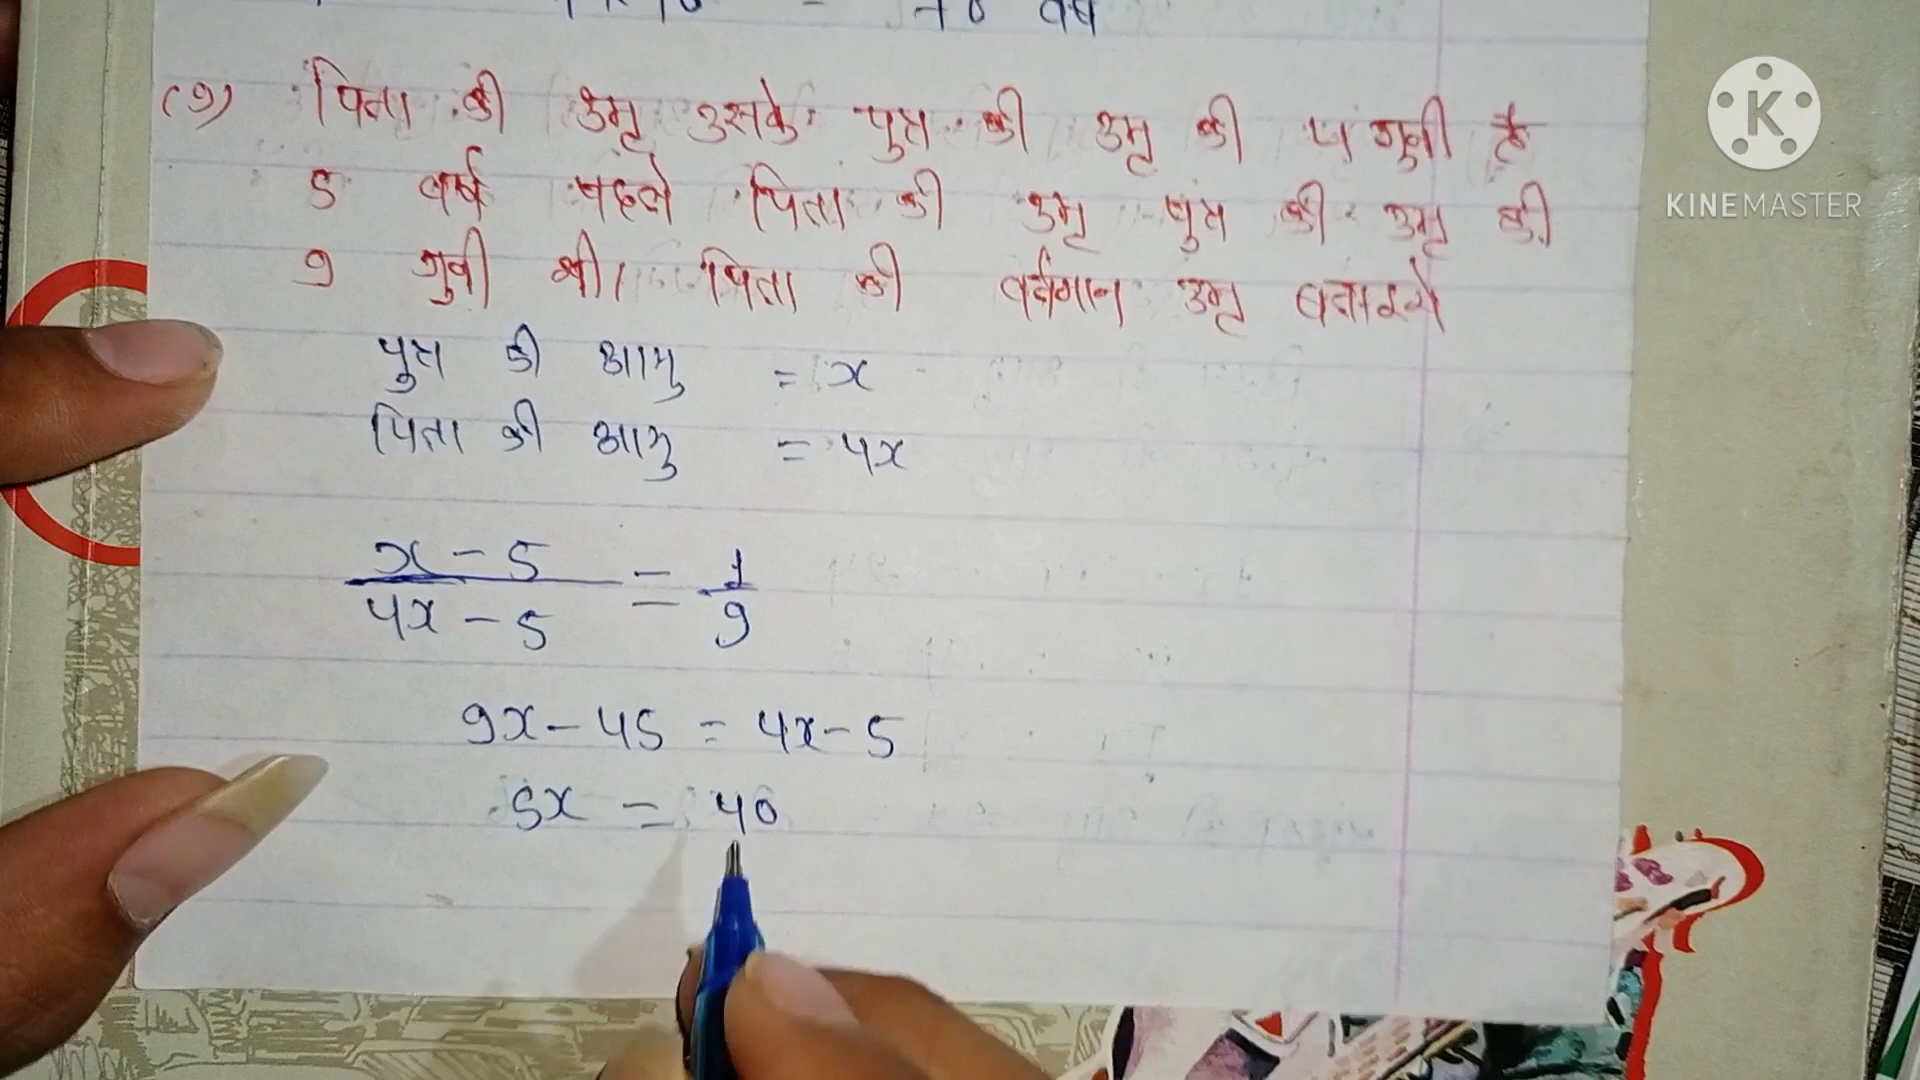 वर्ष
(9) पिता की उम्र उसके पुत्र की उम्र की 4 गुनी है
5 वर्ष पहले पिता की उम्र पुत्र की उम्र की
9 गुनी थी। पिता की वर्तमान उम्र बताइये
पुत्र की आयु = x
पिता की आयु = 4x
x - 5
4x - 5
= 1
9
9x - 45 = 4x - 5
5x = 40
K
KINEMASTER